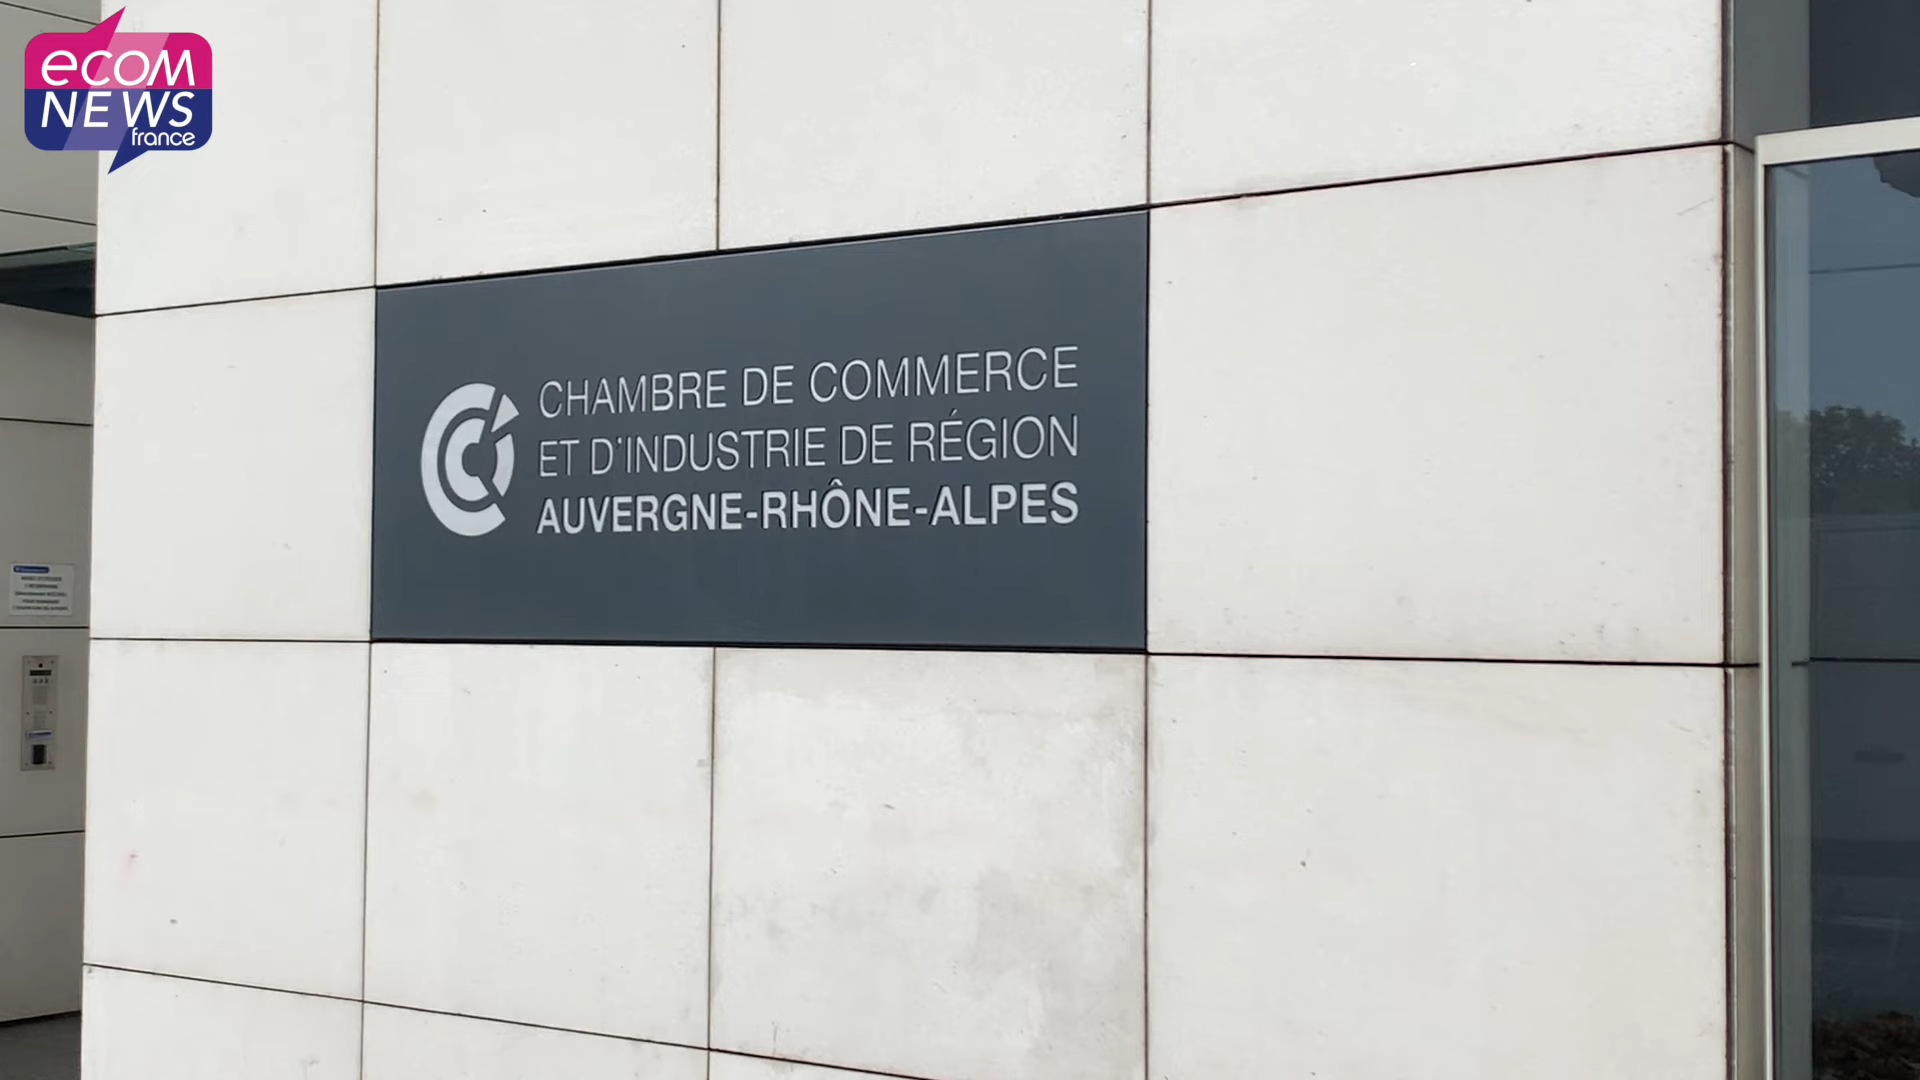 ecom
NEWS
france
CHAMBRE DE COMMERCE
ET D'INDUSTRIE DE RÉGION
AUVERGNE-RHÔNE-ALPES